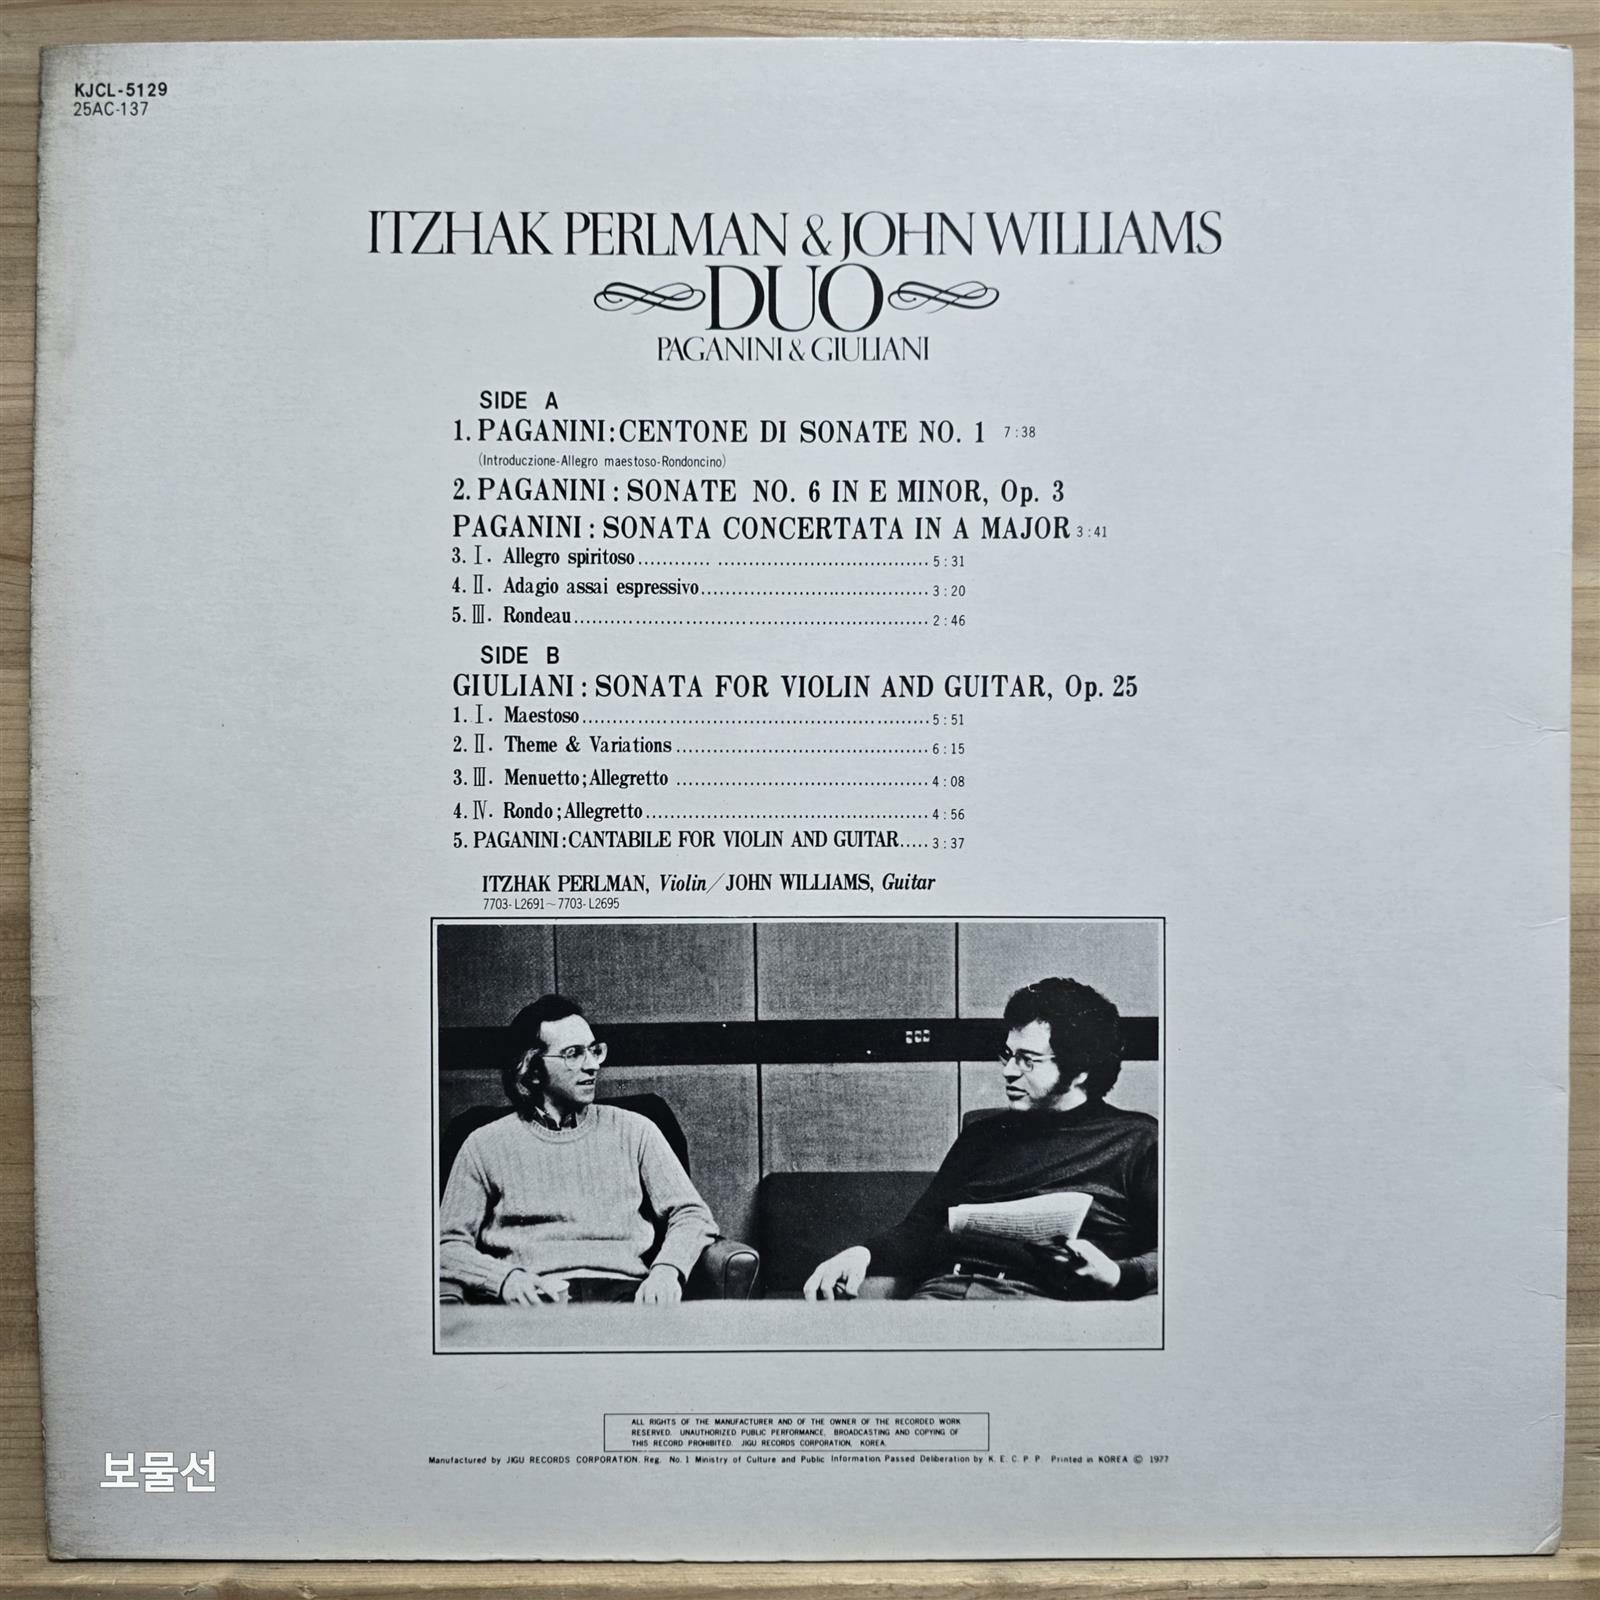 KJCL-5129
25AC-137
ITZHAK PERLMAN & JOHN WILLIAMS
DUO
PAGANINI & GIULIANI
SIDE A
1. PAGANINI:CENTONE DI SONATE NO. 1 7:38
(Introduczione-Allegro maestoso-Rondoncino)
2. PAGANINI: SONATE NO. 6 IN E MINOR, Op. 3
PAGANINI: SONATA CONCERTATA IN A MAJOR 3:41
3. I. Allegro spiritoso.......................................... 5:31
4. II. Adagio assai espressivo.................................. 3:20
5. III. Rondeau................................................. 2:46
SIDE B
GIULIANI: SONATA FOR VIOLIN AND GUITAR, Op. 25
1. I. Maestoso.................................................. 5:51
2. II. Theme & Variations ...................................... 6:15
3. III. Menuetto;Allegretto .................................... 4:08
4. IV. Rondo;Allegretto......................................... 4:56
5. PAGANINI:CANTABILE FOR VIOLIN AND GUITAR..... 3:37
ITZHAK PERLMAN, Violin/JOHN WILLIAMS, Guitar
7703-L2691~7703-L2695
ALL RIGHTS OF THE MANUFACTURER AND OF THE OWNER OF THE RECORDED WORK
RESERVED. UNAUTHORIZED PUBLIC PERFORMANCE, BROADCASTING AND COPYING OF
THIS RECORD PROHIBITED. JIGU RECORDS CORPORATION, KOREA.
Manufactured by JIGU RECORDS CORPORATION. Reg. No.1 Ministry of Culture and Public Information Passed Deliberation by K. E. C. P. P. Printed in KOREA © 1977
보물선